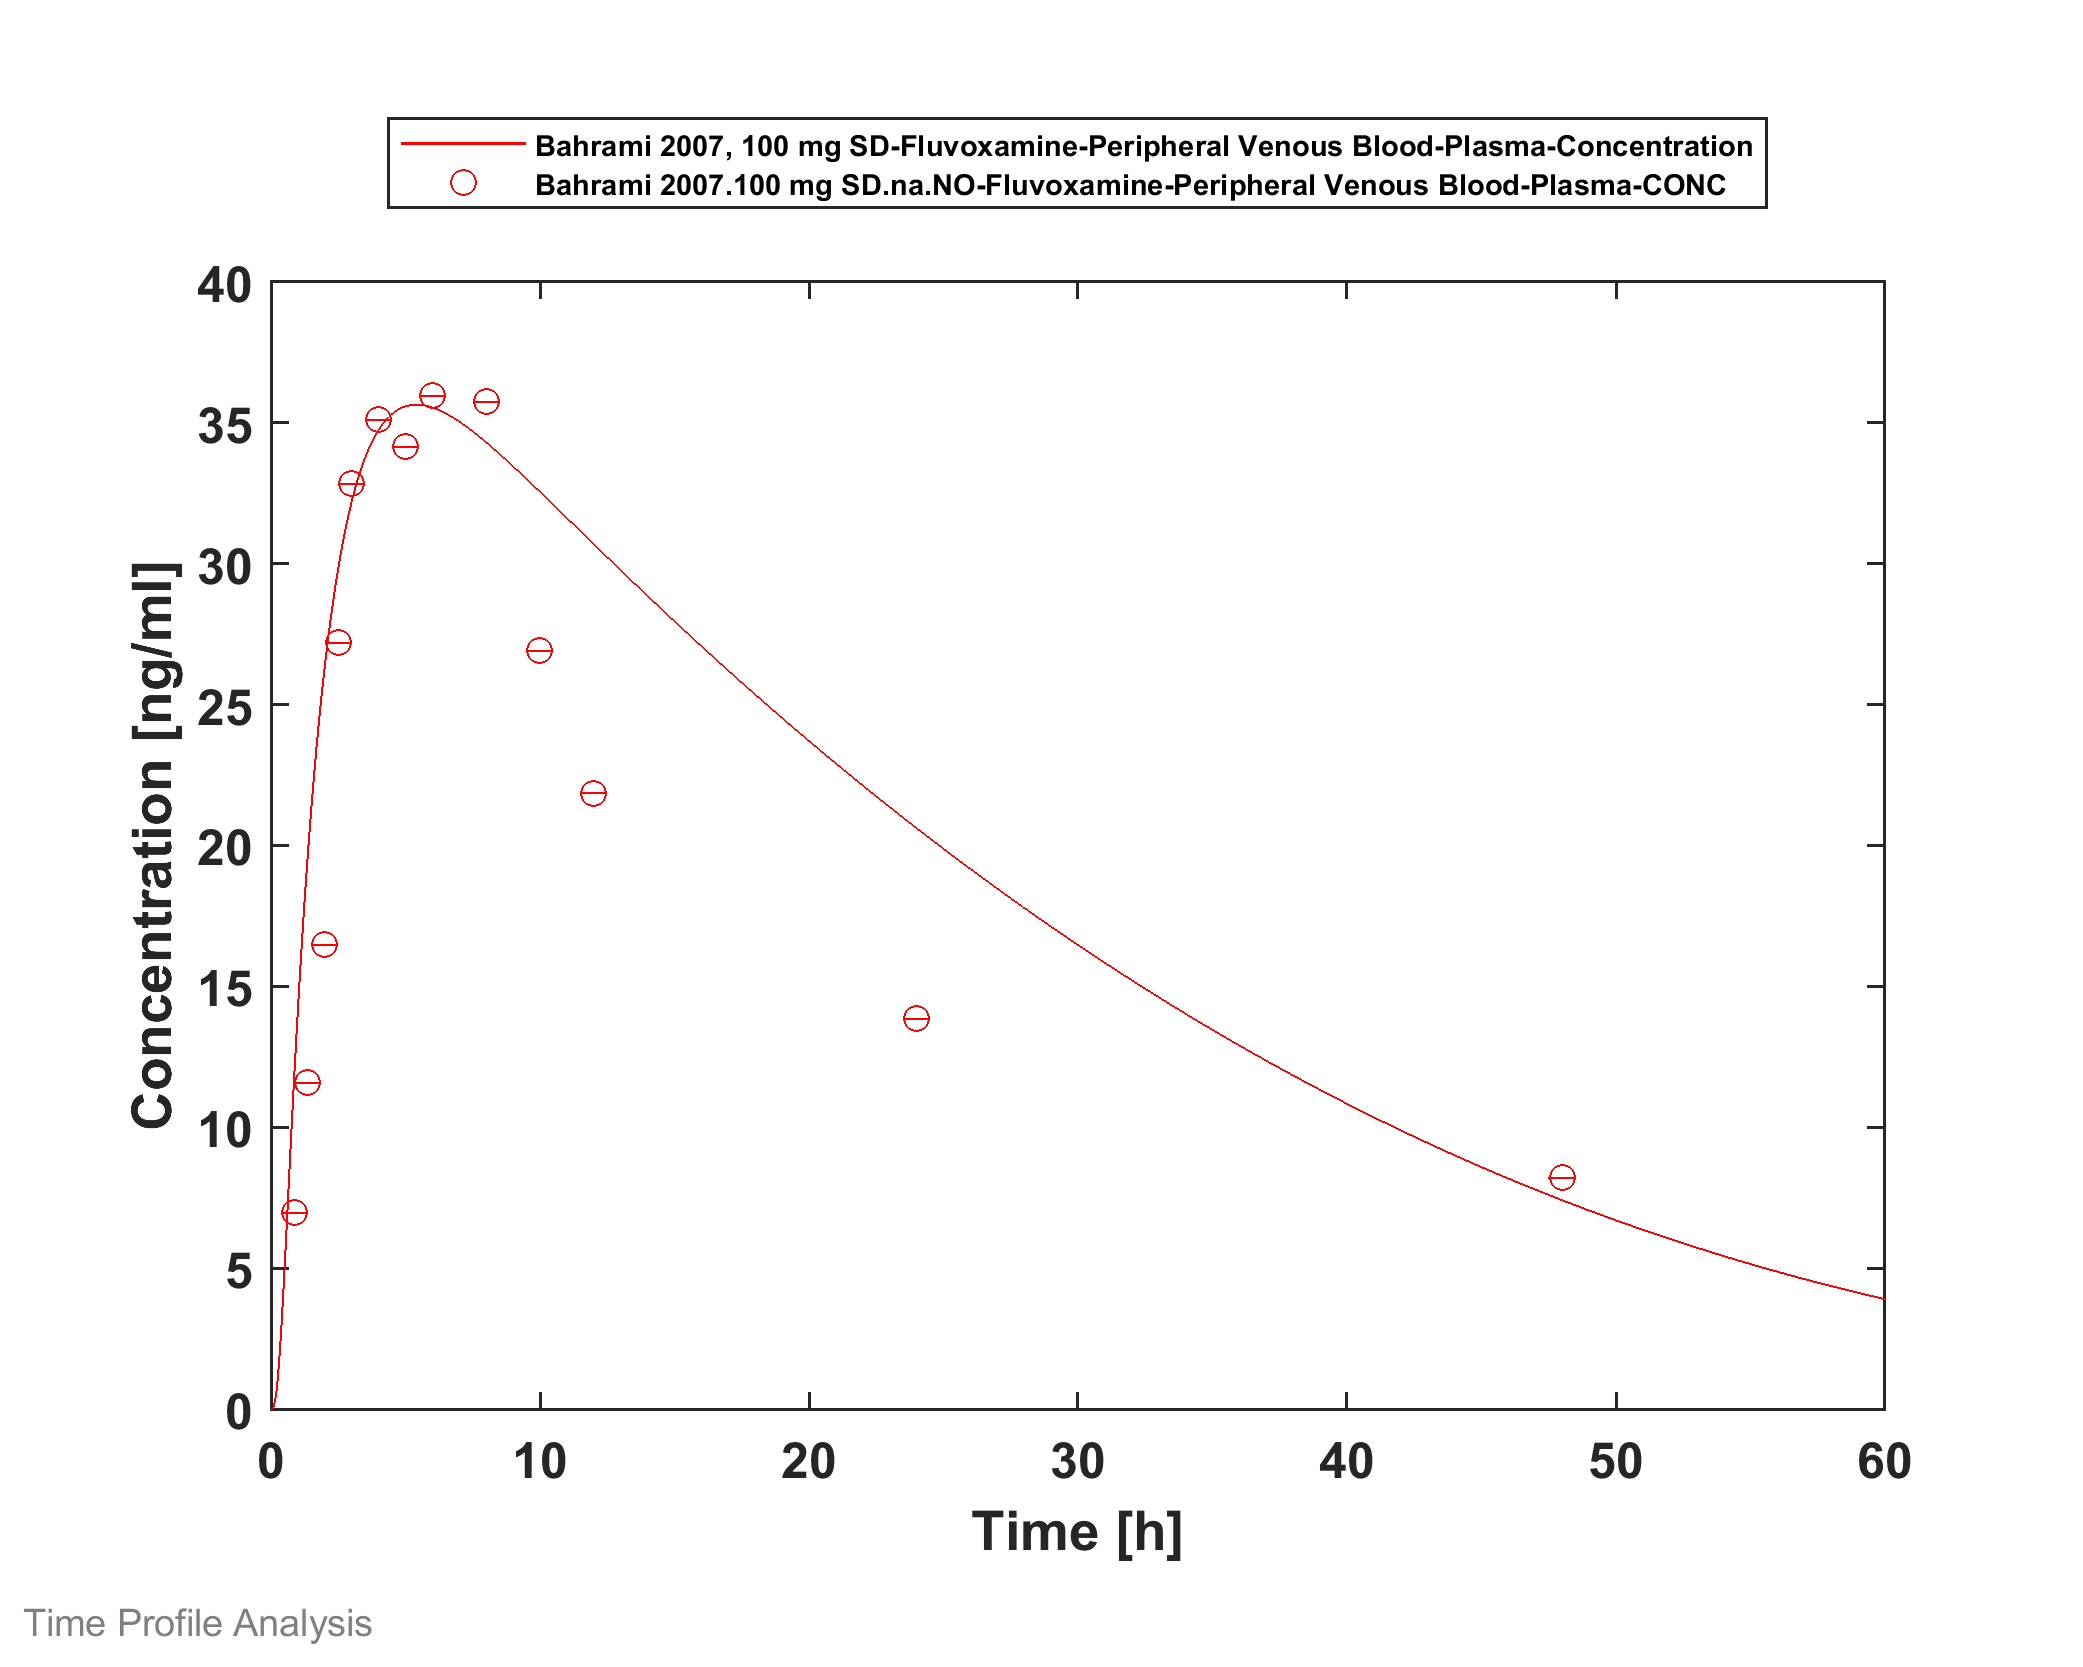 Bahrami 2007, 100 mg SD-Fluvoxamine-Peripheral Venous Blood-Plasma-Concentration
Bahrami 2007.100 mg SD.na.NO-Fluvoxamine-Peripheral Venous Blood-Plasma-CONC
40
35
30
25
20
15
10
5
0
Concentration [ng/ml]
0 10 20 30 40 50 60
Time [h]
Time Profile Analysis